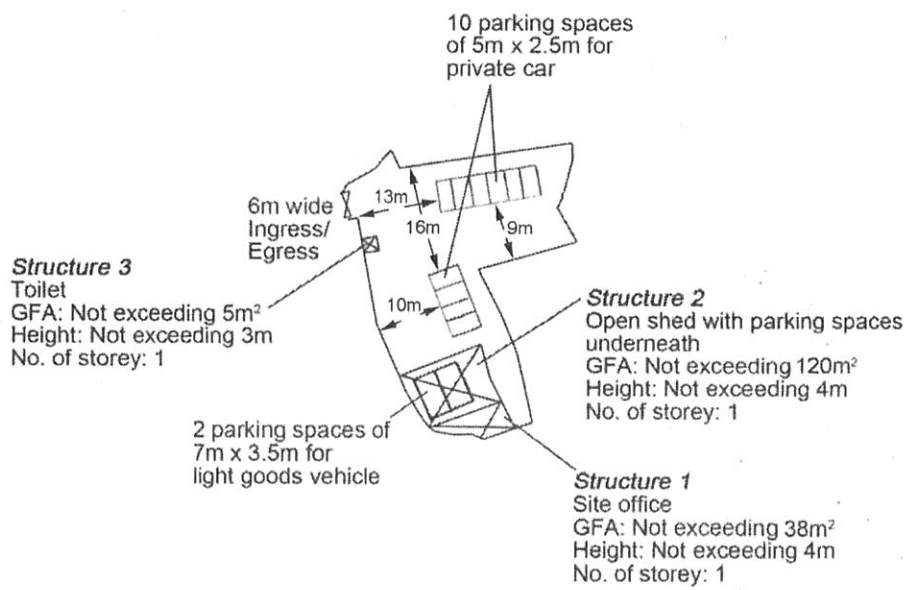 10 parking spaces
of 5m x 2.5m for
private car
13m
6m wide
Ingress/
Egress
16m
9m
Structure 3
Toilet
GFA: Not exceeding 5m²
Height: Not exceeding 3m
No. of storey: 1
10m
Structure 2
Open shed with parking spaces
underneath
GFA: Not exceeding 120m²
Height: Not exceeding 4m
No. of storey: 1
2 parking spaces of
7m x 3.5m for
light goods vehicle
Structure 1
Site office
GFA: Not exceeding 38m²
Height: Not exceeding 4m
No. of storey: 1